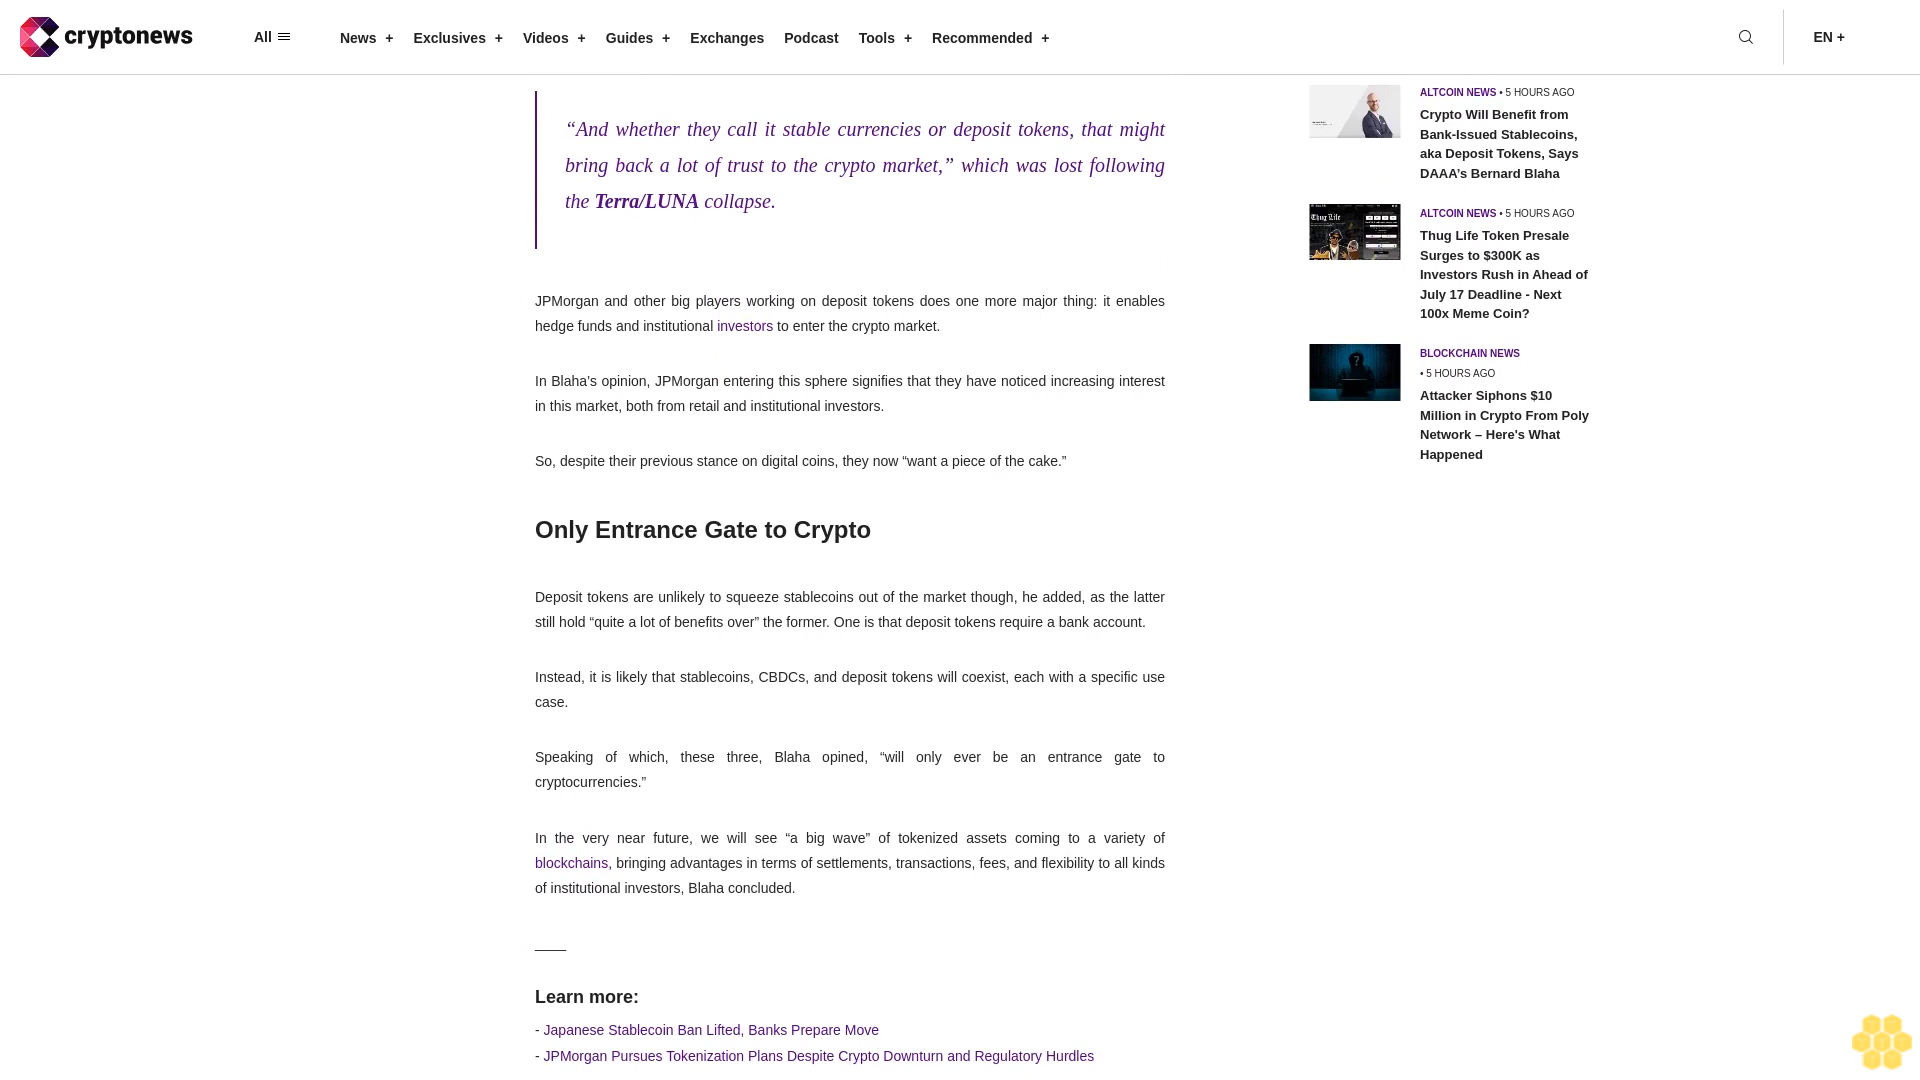 cryptonews
All
News +
Exclusives +
Videos +
Guides +
Exchanges
Podcast
Tools +
Recommended +
EN +
“And whether they call it stable currencies or deposit tokens, that might
bring back a lot of trust to the crypto market,” which was lost following
the Terra/LUNA collapse.
JPMorgan and other big players working on deposit tokens does one more major thing: it enables
hedge funds and institutional investors to enter the crypto market.
In Blaha’s opinion, JPMorgan entering this sphere signifies that they have noticed increasing interest
in this market, both from retail and institutional investors.
So, despite their previous stance on digital coins, they now “want a piece of the cake.”
Only Entrance Gate to Crypto
Deposit tokens are unlikely to squeeze stablecoins out of the market though, he added, as the latter
still hold “quite a lot of benefits over” the former. One is that deposit tokens require a bank account.
Instead, it is likely that stablecoins, CBDCs, and deposit tokens will coexist, each with a specific use
case.
Speaking of which, these three, Blaha opined, “will only ever be an entrance gate to
cryptocurrencies.”
In the very near future, we will see “a big wave” of tokenized assets coming to a variety of
blockchains, bringing advantages in terms of settlements, transactions, fees, and flexibility to all kinds
of institutional investors, Blaha concluded.
____
Learn more:
- Japanese Stablecoin Ban Lifted, Banks Prepare Move
- JPMorgan Pursues Tokenization Plans Despite Crypto Downturn and Regulatory Hurdles
ALTCOIN NEWS • 5 HOURS AGO
Crypto Will Benefit from
Bank-Issued Stablecoins,
aka Deposit Tokens, Says
DAAA’s Bernard Blaha
Thug Life
ALTCOIN NEWS • 5 HOURS AGO
Thug Life Token Presale
Surges to $300K as
Investors Rush in Ahead of
July 17 Deadline - Next
100x Meme Coin?
?
BLOCKCHAIN NEWS
• 5 HOURS AGO
Attacker Siphons $10
Million in Crypto From Poly
Network – Here's What
Happened